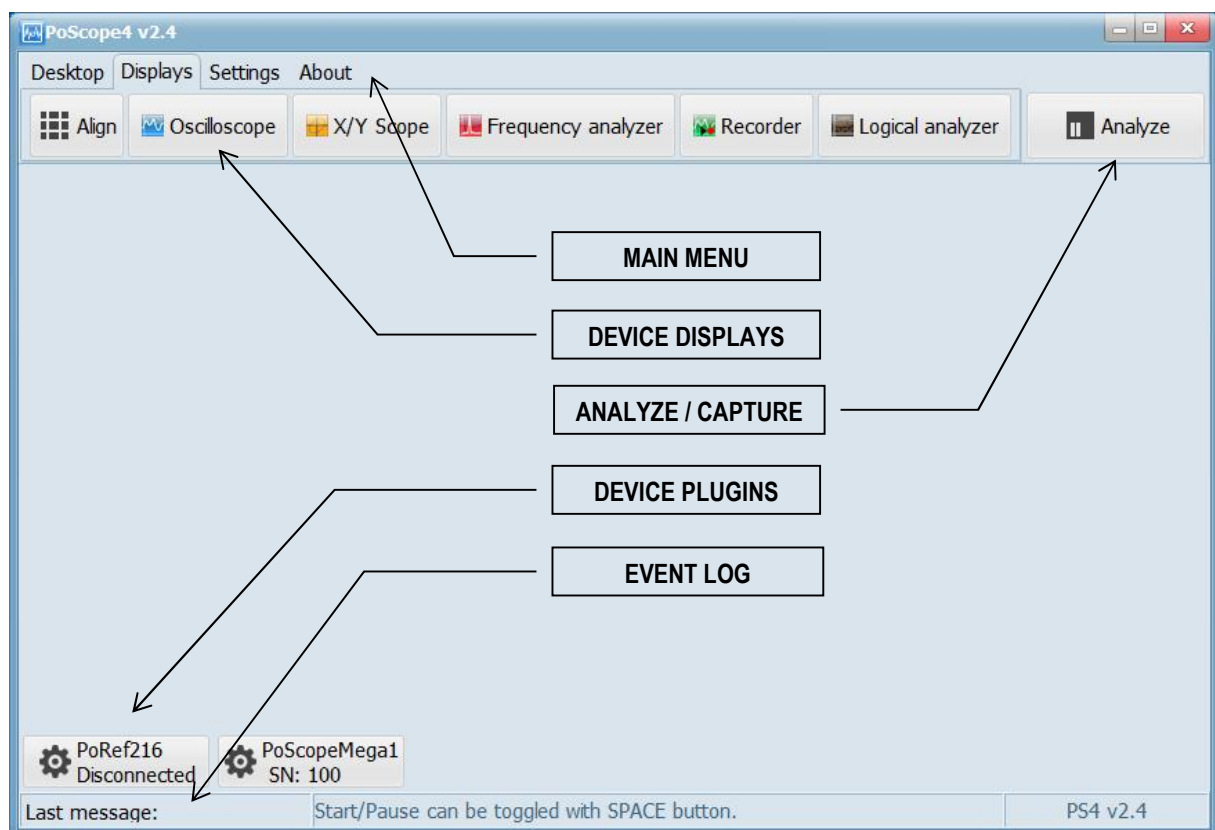 PoScope4 v2.4
Desktop Displays Settings About
Align Oscilloscope X/Y Scope Frequency analyzer Recorder Logical analyzer Analyze
MAIN MENU
DEVICE DISPLAYS
ANALYZE / CAPTURE
DEVICE PLUGINS
EVENT LOG
PoRef216
Disconnected
PoScopeMega1
SN: 100
Last message: Start/Pause can be toggled with SPACE button. PS4 v2.4